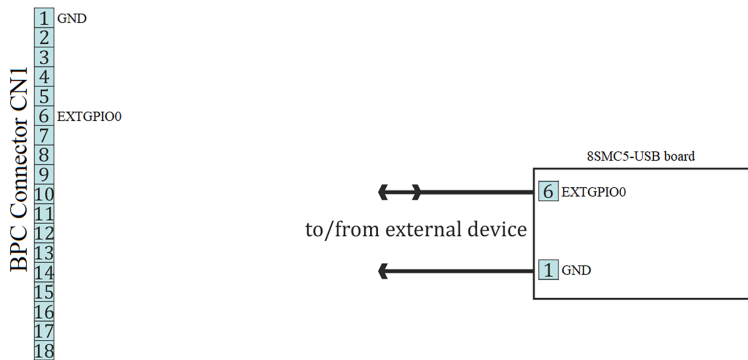 BPC Connector CN1
1 GND
2
3
4
5
6 EXTGPIO0
7
8
9
10
11
12
13
14
15
16
17
18
8SMC5-USB board
6 EXTGPIO0
to/from external device
1 GND